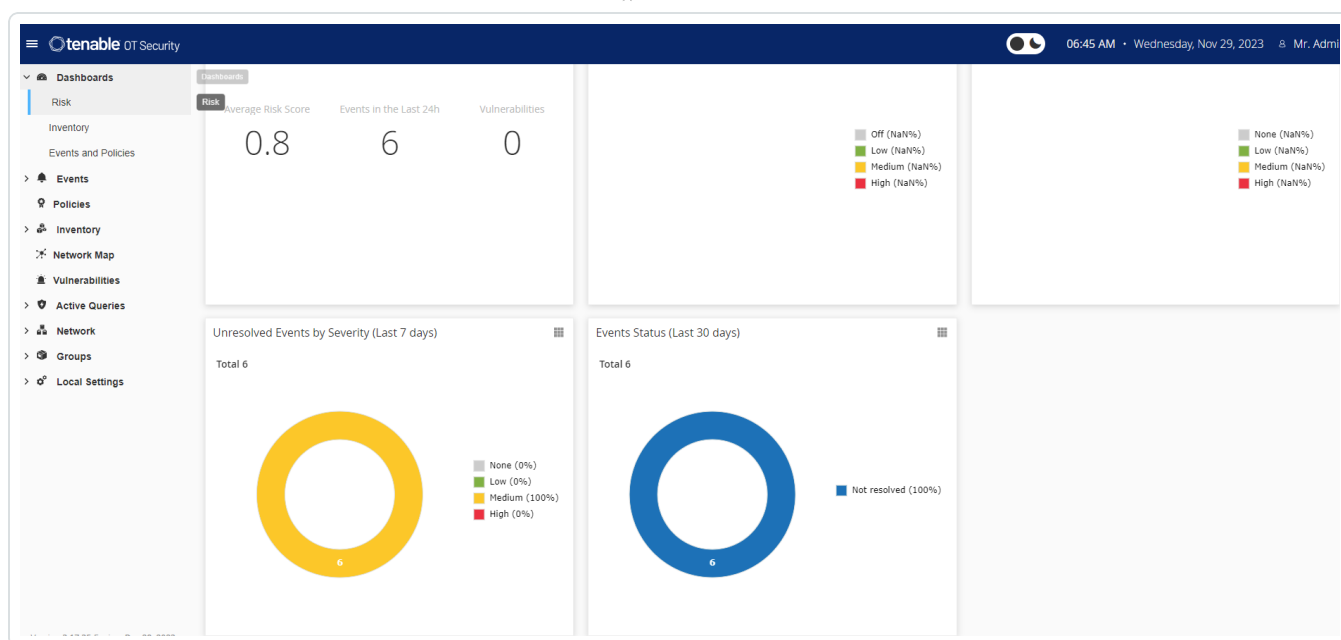 tenable OT Security
06:45 AM • Wednesday, Nov 29, 2023 Mr. Admi
Dashboards
Risk
Inventory
Events and Policies
Events
Policies
Inventory
Network Map
Vulnerabilities
Active Queries
Network
Groups
Local Settings
Dashboards
Risk
Average Risk Score Events in the Last 24h Vulnerabilities
0.8 6 0
Off (NaN%)
Low (NaN%)
Medium (NaN%)
High (NaN%)
None (NaN%)
Low (NaN%)
Medium (NaN%)
High (NaN%)
Unresolved Events by Severity (Last 7 days)
Total 6
None (0%)
Low (0%)
Medium (100%)
High (0%)
6
Events Status (Last 30 days)
Total 6
Not resolved (100%)
6